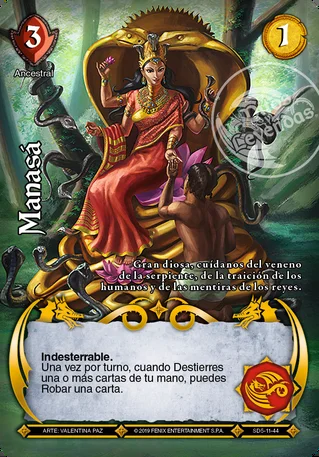 3
1
Ancestral
Manasá
Gran diosa, cuídanos del veneno
de la serpiente, de la traición de los
humanos y de las mentiras de los reyes.
Indesterrable.
Una vez por turno, cuando Destierres
una o más cartas de tu mano, puedes
Robar una carta.
ARTE: VALENTINA PAZ
©2019 FENIX ENTERTAINMENT S.P.A.
SD5-11-44